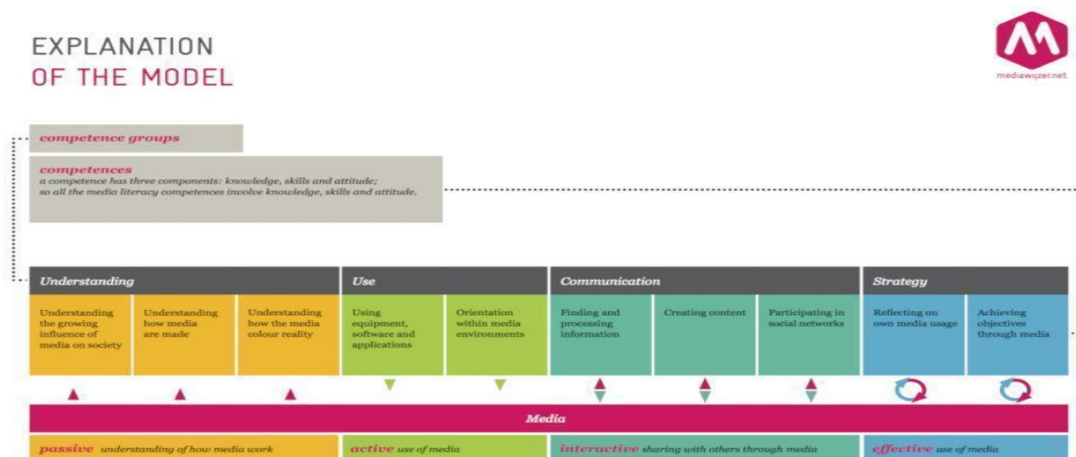 EXPLANATION
OF THE MODEL
mediawijzer.net
competence groups
competences
a competence has three components: knowledge, skills and attitude;
so all the media literacy competences involve knowledge, skills and attitude.
Understanding
Use
Communication
Strategy
Understanding
the growing
influence of
media on society
Understanding
how media
are made
Understanding
how the media
colour reality
Using
equipment,
software and
applications
Orientation
within media
environments
Finding and
processing
information
Creating content
Participating in
social networks
Reflecting on
own media usage
Achieving
objectives
through media
Media
passive understanding of how media work
active use of media
interactive sharing with others through media
effective use of media